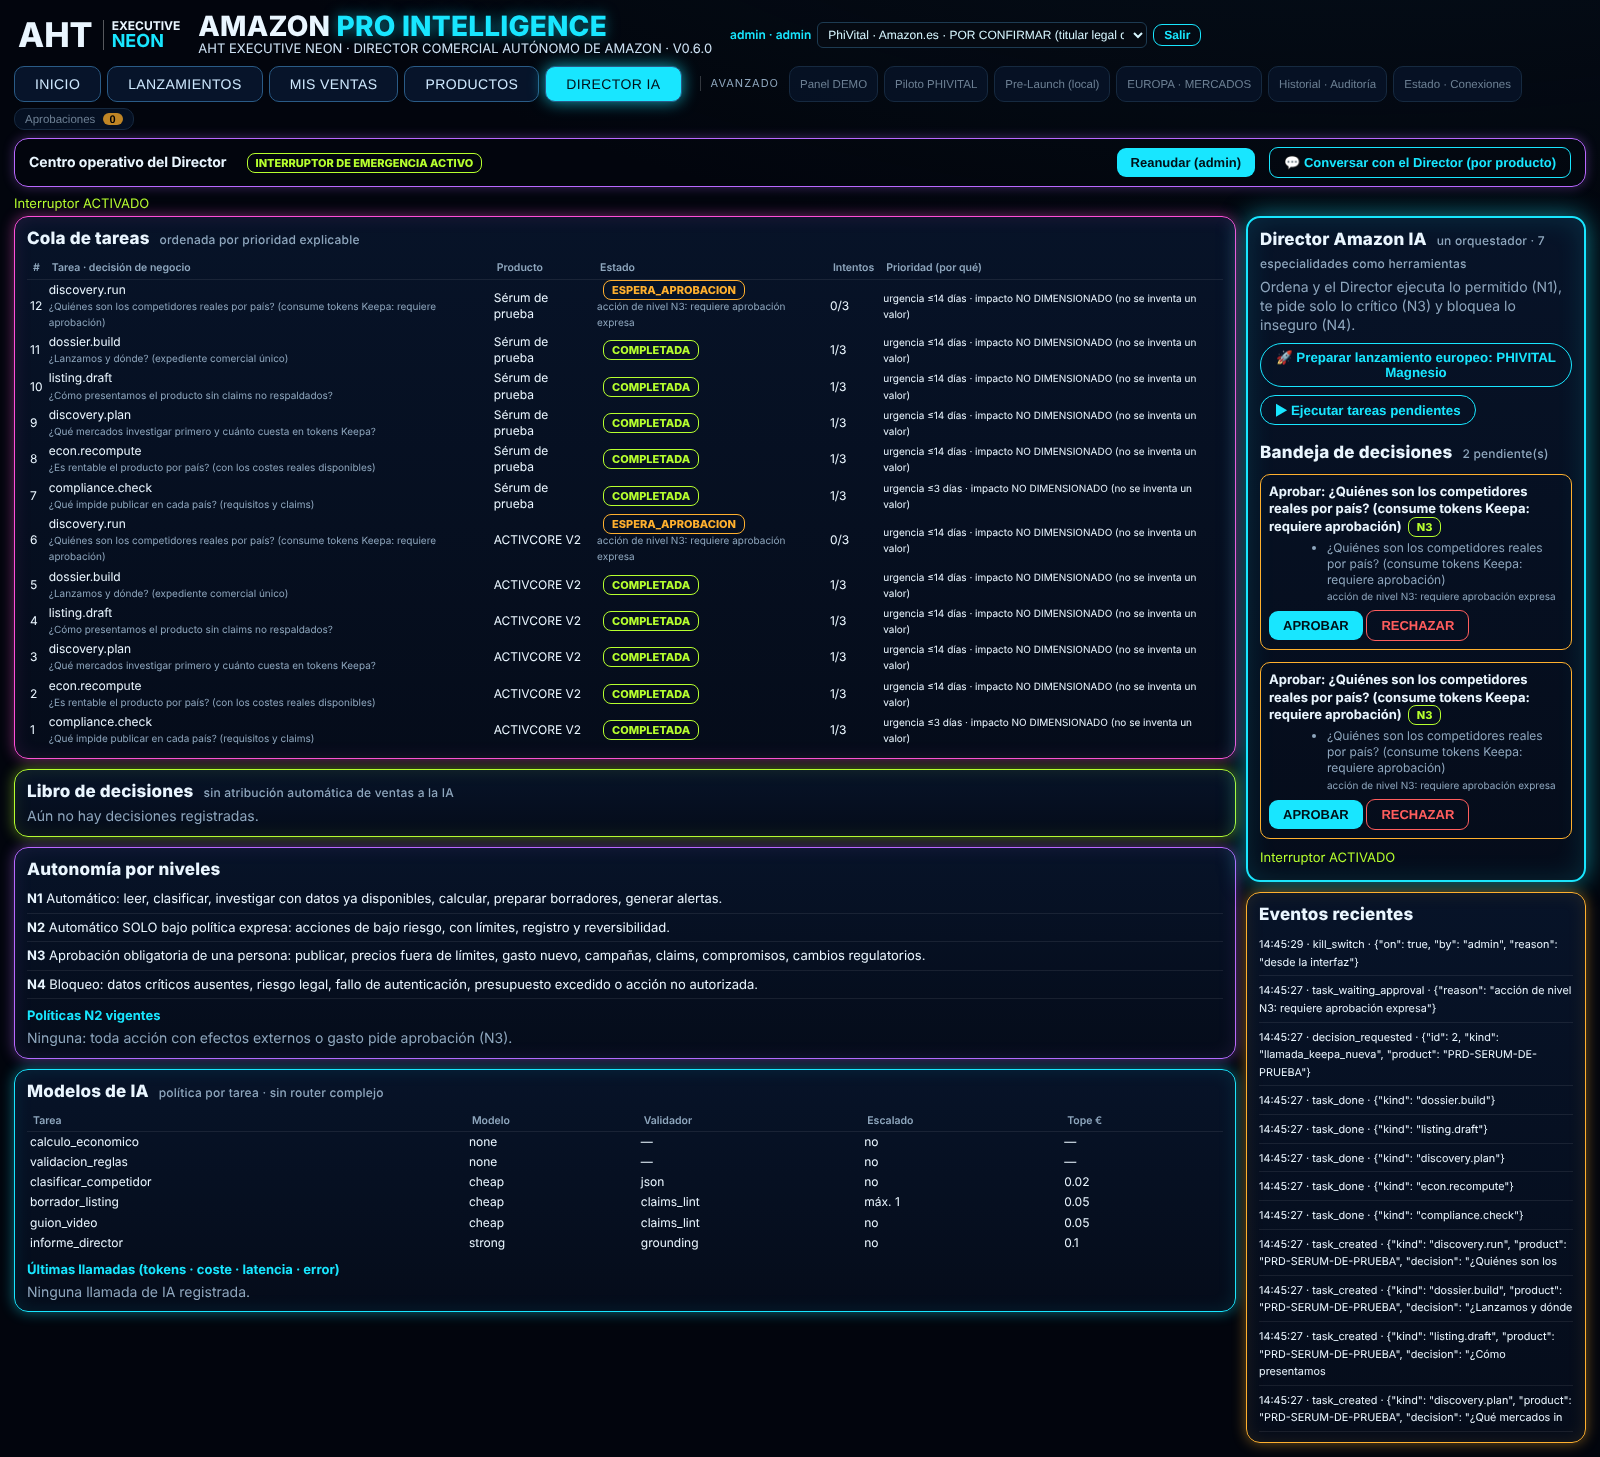 AHT
EXECUTIVE
NEON
AMAZON PRO INTELLIGENCE
AHT EXECUTIVE NEON · DIRECTOR COMERCIAL AUTÓNOMO DE AMAZON · V0.6.0
admin · admin
PhiVital · Amazon.es · POR CONFIRMAR (titular legal c
Salir
INICIO
LANZAMIENTOS
MIS VENTAS
PRODUCTOS
DIRECTOR IA
AVANZADO
Panel DEMO
Piloto PHIVITAL
Pre-Launch (local)
EUROPA · MERCADOS
Historial · Auditoría
Estado · Conexiones
Aprobaciones 0
Centro operativo del Director
INTERRUPTOR DE EMERGENCIA ACTIVO
Reanudar (admin)
💬 Conversar con el Director (por producto)
Interruptor ACTIVADO
Cola de tareas ordenada por prioridad explicable
# Tarea · decisión de negocio Producto Estado Intentos Prioridad (por qué)
12 discovery.run
¿Quiénes son los competidores reales por país? (consume tokens Keepa: requiere
aprobación)
Sérum de
prueba
ESPERA_APROBACION
acción de nivel N3: requiere aprobación
expresa
0/3
urgencia ≤14 días · impacto NO DIMENSIONADO (no se inventa un
valor)
11 dossier.build
¿Lanzamos y dónde? (expediente comercial único)
Sérum de
prueba
COMPLETADA
1/3
urgencia ≤14 días · impacto NO DIMENSIONADO (no se inventa un
valor)
10 listing.draft
¿Cómo presentamos el producto sin claims no respaldados?
Sérum de
prueba
COMPLETADA
1/3
urgencia ≤14 días · impacto NO DIMENSIONADO (no se inventa un
valor)
9 discovery.plan
¿Qué mercados investigar primero y cuánto cuesta en tokens Keepa?
Sérum de
prueba
COMPLETADA
1/3
urgencia ≤14 días · impacto NO DIMENSIONADO (no se inventa un
valor)
8 econ.recompute
¿Es rentable el producto por país? (con los costes reales disponibles)
Sérum de
prueba
COMPLETADA
1/3
urgencia ≤14 días · impacto NO DIMENSIONADO (no se inventa un
valor)
7 compliance.check
¿Qué impide publicar en cada país? (requisitos y claims)
Sérum de
prueba
COMPLETADA
1/3
urgencia ≤3 días · impacto NO DIMENSIONADO (no se inventa un
valor)
6 discovery.run
¿Quiénes son los competidores reales por país? (consume tokens Keepa: requiere
aprobación)
ACTIVCORE V2
ESPERA_APROBACION
acción de nivel N3: requiere aprobación
expresa
0/3
urgencia ≤14 días · impacto NO DIMENSIONADO (no se inventa un
valor)
5 dossier.build
¿Lanzamos y dónde? (expediente comercial único)
ACTIVCORE V2
COMPLETADA
1/3
urgencia ≤14 días · impacto NO DIMENSIONADO (no se inventa un
valor)
4 listing.draft
¿Cómo presentamos el producto sin claims no respaldados?
ACTIVCORE V2
COMPLETADA
1/3
urgencia ≤14 días · impacto NO DIMENSIONADO (no se inventa un
valor)
3 discovery.plan
¿Qué mercados investigar primero y cuánto cuesta en tokens Keepa?
ACTIVCORE V2
COMPLETADA
1/3
urgencia ≤14 días · impacto NO DIMENSIONADO (no se inventa un
valor)
2 econ.recompute
¿Es rentable el producto por país? (con los costes reales disponibles)
ACTIVCORE V2
COMPLETADA
1/3
urgencia ≤14 días · impacto NO DIMENSIONADO (no se inventa un
valor)
1 compliance.check
¿Qué impide publicar en cada país? (requisitos y claims)
ACTIVCORE V2
COMPLETADA
1/3
urgencia ≤3 días · impacto NO DIMENSIONADO (no se inventa un
valor)
Libro de decisiones sin atribución automática de ventas a la IA
Aún no hay decisiones registradas.
Autonomía por niveles
N1 Automático: leer, clasificar, investigar con datos ya disponibles, calcular, preparar borradores, generar alertas.
N2 Automático SOLO bajo política expresa: acciones de bajo riesgo, con límites, registro y reversibilidad.
N3 Aprobación obligatoria de una persona: publicar, precios fuera de límites, gasto nuevo, campañas, claims, compromisos, cambios regulatorios.
N4 Bloqueo: datos críticos ausentes, riesgo legal, fallo de autenticación, presupuesto excedido o acción no autorizada.
Políticas N2 vigentes
Ninguna: toda acción con efectos externos o gasto pide aprobación (N3).
Modelos de IA política por tarea · sin router complejo
Tarea Modelo Validador Escalado Tope €
calculo_economico none — no —
validacion_reglas none — no —
clasificar_competidor cheap json no 0.02
borrador_listing cheap claims_lint máx. 1 0.05
guion_video cheap claims_lint no 0.05
informe_director strong grounding no 0.1
Últimas llamadas (tokens · coste · latencia · error)
Ninguna llamada de IA registrada.
Director Amazon IA un orquestador · 7
especialidades como herramientas
Ordena y el Director ejecuta lo permitido (N1),
te pide solo lo crítico (N3) y bloquea lo
inseguro (N4).
🚀 Preparar lanzamiento europeo: PHIVITAL
Magnesio
▶ Ejecutar tareas pendientes
Bandeja de decisiones 2 pendiente(s)
Aprobar: ¿Quiénes son los competidores
reales por país? (consume tokens Keepa:
requiere aprobación) N3
• ¿Quiénes son los competidores reales
por país? (consume tokens Keepa:
requiere aprobación)
acción de nivel N3: requiere aprobación expresa
APROBAR RECHAZAR
Aprobar: ¿Quiénes son los competidores
reales por país? (consume tokens Keepa:
requiere aprobación) N3
• ¿Quiénes son los competidores reales
por país? (consume tokens Keepa:
requiere aprobación)
acción de nivel N3: requiere aprobación expresa
APROBAR RECHAZAR
Interruptor ACTIVADO
Eventos recientes
14:45:29 · kill_switch · {"on": true, "by": "admin", "reason":
"desde la interfaz"}
14:45:27 · task_waiting_approval · {"reason": "acción de nivel
N3: requiere aprobación expresa"}
14:45:27 · decision_requested · {"id": 2, "kind":
"llamada_keepa_nueva", "product": "PRD-SERUM-DE-
PRUEBA"}
14:45:27 · task_done · {"kind": "dossier.build"}
14:45:27 · task_done · {"kind": "listing.draft"}
14:45:27 · task_done · {"kind": "discovery.plan"}
14:45:27 · task_done · {"kind": "econ.recompute"}
14:45:27 · task_done · {"kind": "compliance.check"}
14:45:27 · task_created · {"kind": "discovery.run", "product":
"PRD-SERUM-DE-PRUEBA", "decision": "¿Quiénes son los
14:45:27 · task_created · {"kind": "dossier.build", "product":
"PRD-SERUM-DE-PRUEBA", "decision": "¿Lanzamos y dónde
14:45:27 · task_created · {"kind": "listing.draft", "product":
"PRD-SERUM-DE-PRUEBA", "decision": "¿Cómo
presentamos
14:45:27 · task_created · {"kind": "discovery.plan", "product":
"PRD-SERUM-DE-PRUEBA", "decision": "¿Qué mercados in